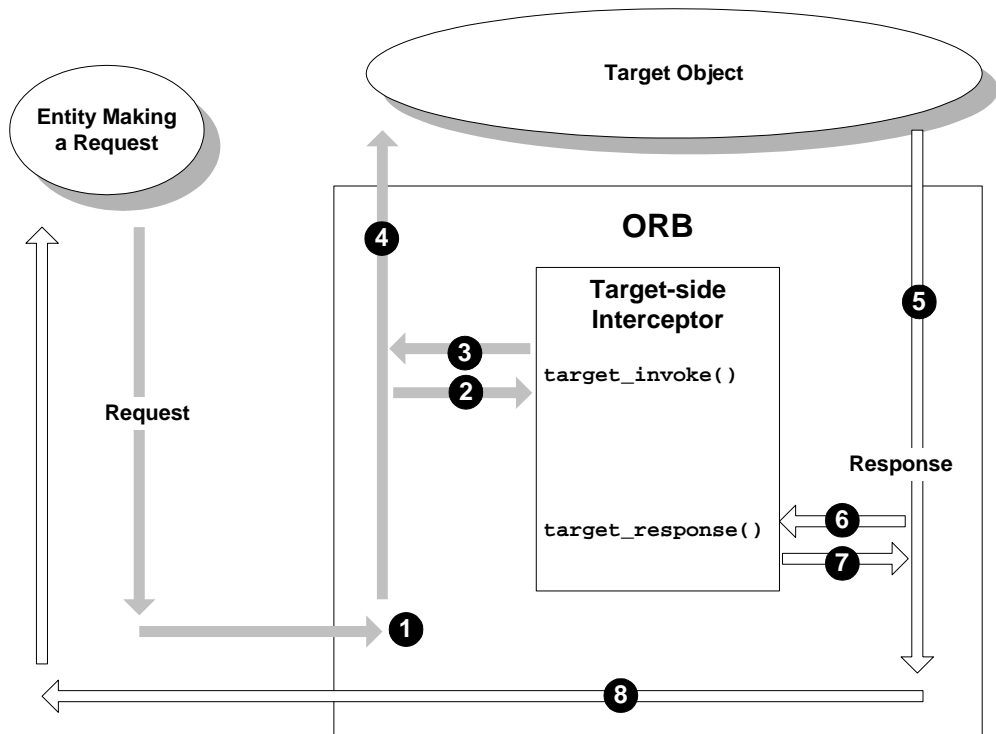 Target Object
Entity Making
a Request
ORB
4
Target-side
Interceptor
5
3
target_invoke()
2
Request
Response
6
target_response()
7
1
8